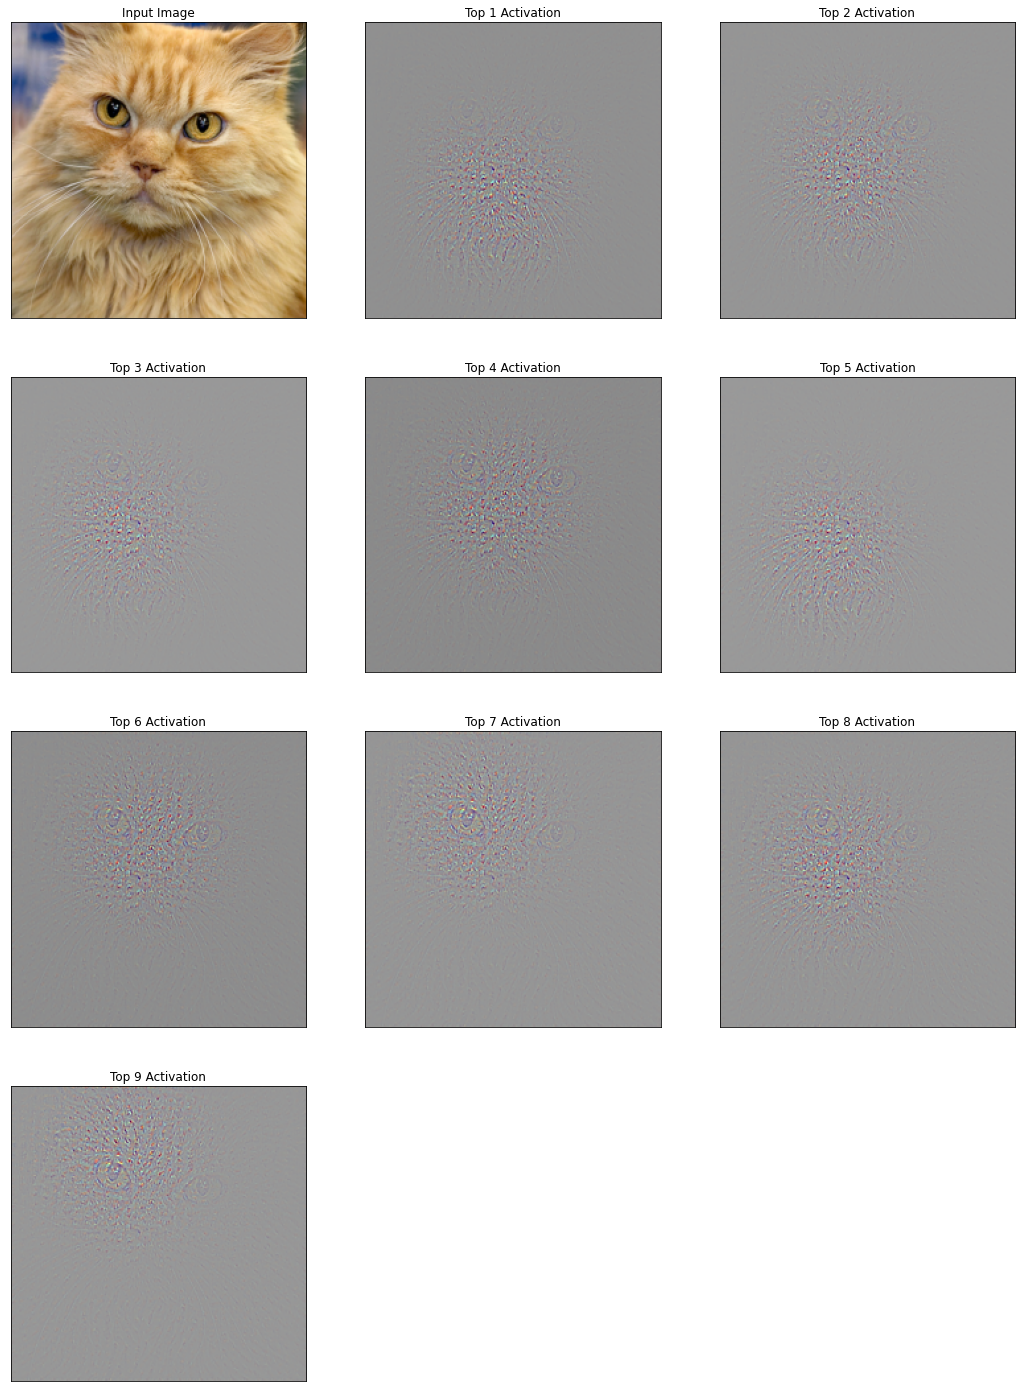 Input Image
Top 1 Activation
Top 2 Activation
Top 3 Activation
Top 4 Activation
Top 5 Activation
Top 6 Activation
Top 7 Activation
Top 8 Activation
Top 9 Activation